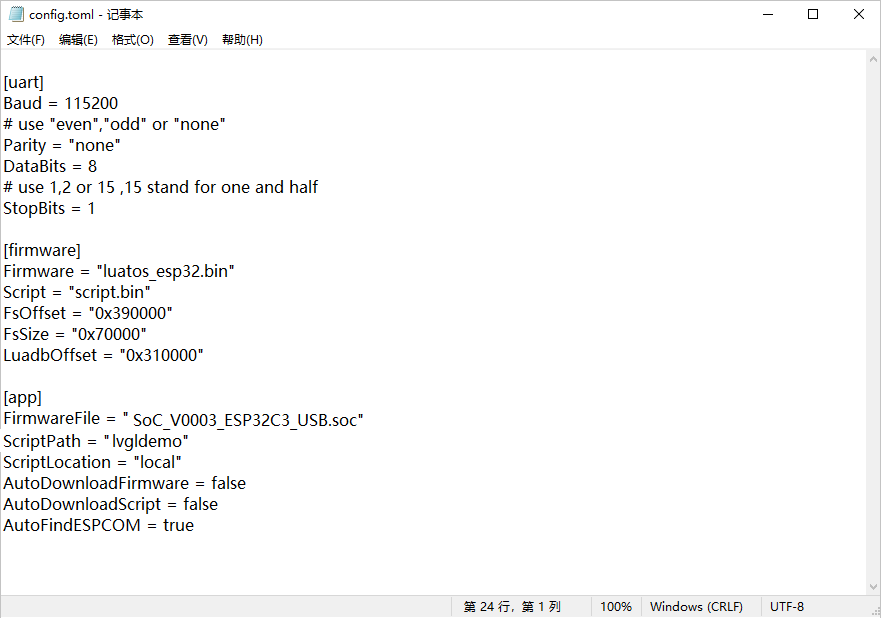 config.toml - 记事本
文件(F) 编辑(E) 格式(O) 查看(V) 帮助(H)
[uart]
Baud = 115200
# use "even","odd" or "none"
Parity = "none"
DataBits = 8
# use 1,2 or 15 ,15 stand for one and half
StopBits = 1
[firmware]
Firmware = "luatos_esp32.bin"
Script = "script.bin"
FsOffset = "0x390000"
FsSize = "0x70000"
LuadbOffset = "0x310000"
[app]
FirmwareFile = " SoC_V0003_ESP32C3_USB.soc"
ScriptPath = "lvgldemo"
ScriptLocation = "local"
AutoDownloadFirmware = false
AutoDownloadScript = false
AutoFindESPCOM = true
第 24 行，第 1 列 100% Windows (CRLF) UTF-8